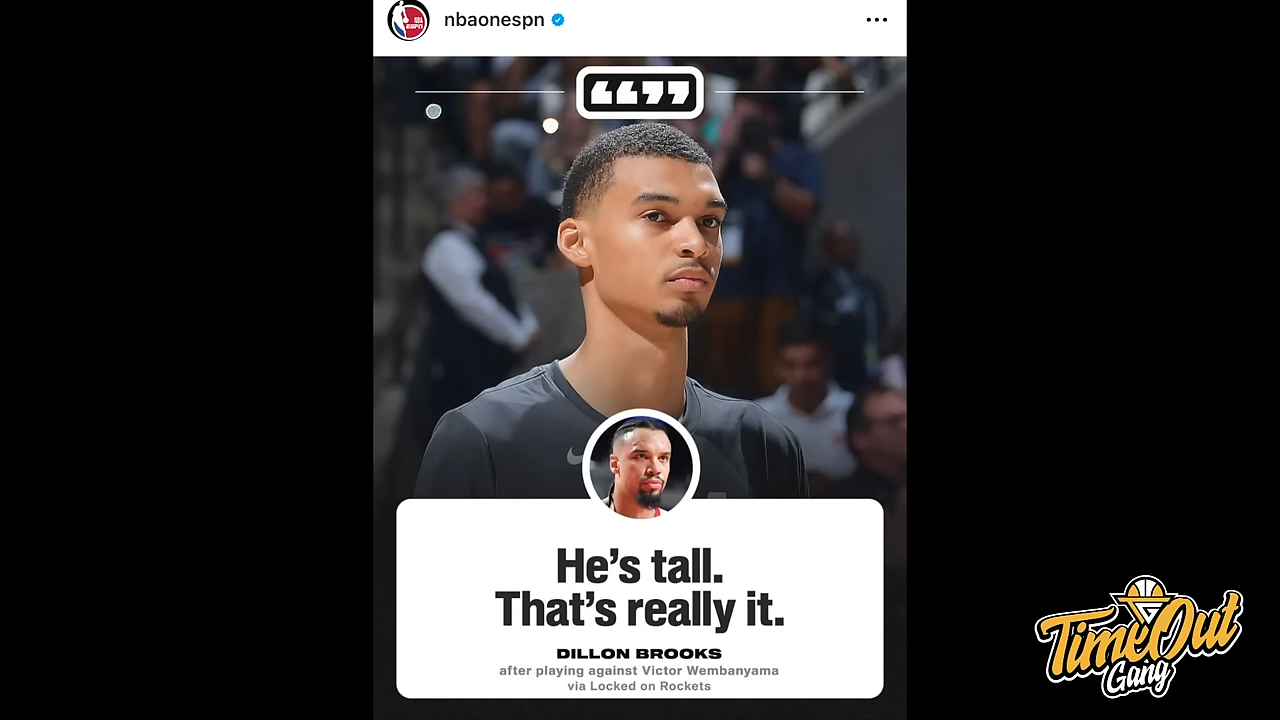 nbaonespn
He's tall.
That's really it.
DILLON BROOKS
after playing against Victor Wembanyama
via Locked on Rockets
TimeOut
Gang